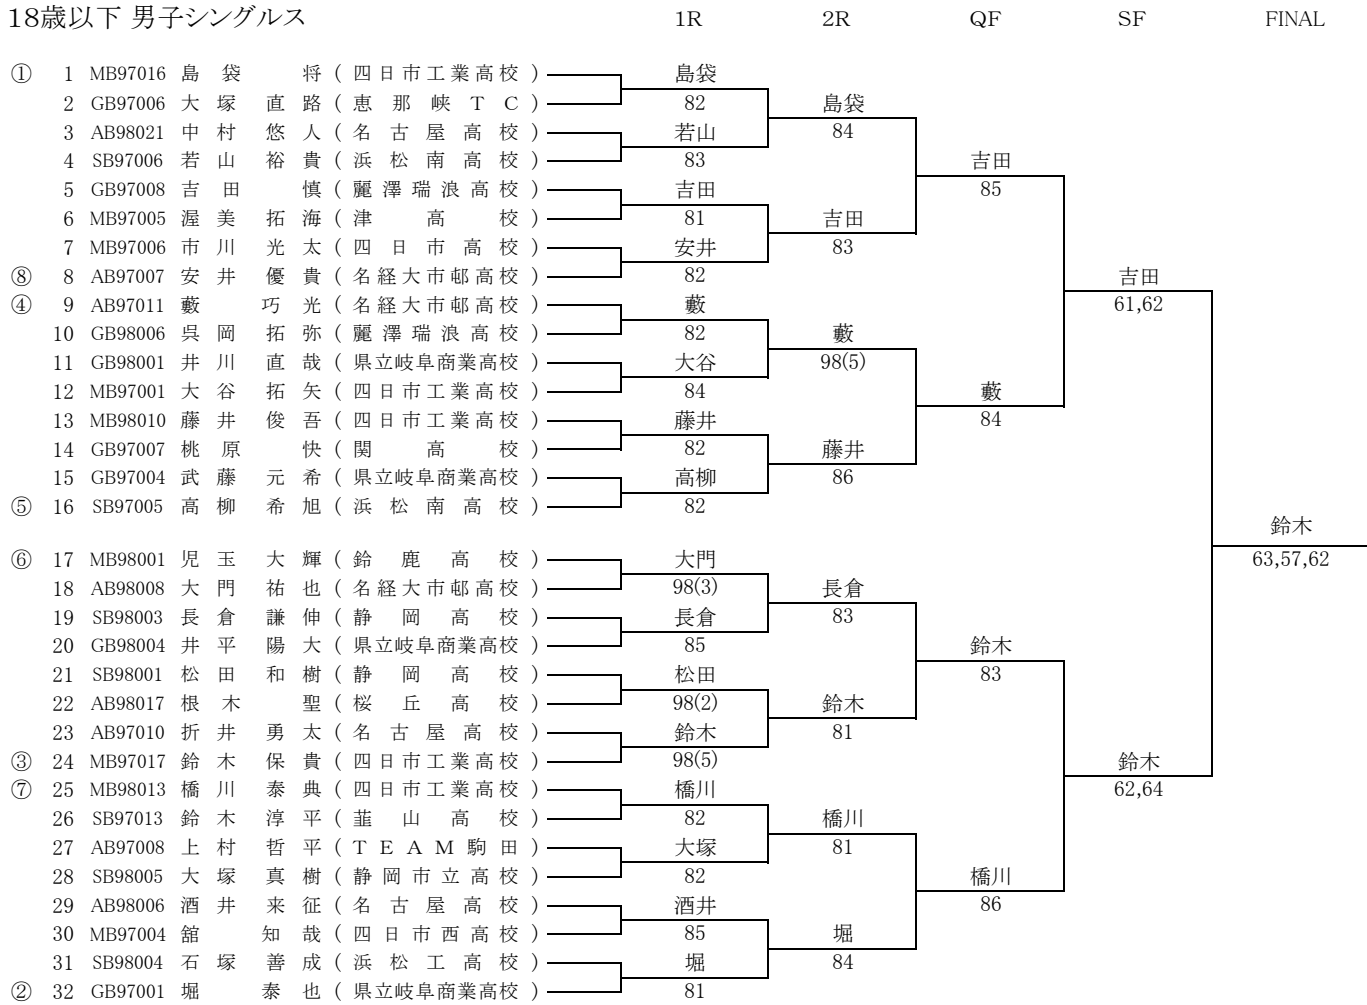 18歳以下 男子シングルス 1R 2R QF SF FINAL
① 1 MB97016 島袋 将 (四日市工業高校) 島袋
2 GB97006 大塚 直路 (恵那峡TC) 82 島袋
3 AB98021 中村 悠人 (名古屋高校) 若山 84
4 SB97006 若山 裕貴 (浜松南高校) 83 吉田
5 GB97008 吉田 慎 (麗澤瑞浪高校) 吉田 85
6 MB97005 渥美 拓海 (津高校) 81 吉田
7 MB97006 市川 光太 (四日市高校) 安井 83
⑧ 8 AB97007 安井 優貴 (名経大市邨高校) 82 吉田
④ 9 AB97011 藪 巧光 (名経大市邨高校) 藪 61,62
10 GB98006 呉岡 拓弥 (麗澤瑞浪高校) 82 藪
11 GB98001 井川 直哉 (県立岐阜商業高校) 大谷 98(5)
12 MB97001 大谷 拓矢 (四日市工業高校) 84 藪
13 MB98010 藤井 俊吾 (四日市工業高校) 藤井 84
14 GB97007 桃原 快 (関高校) 82 藤井
15 GB97004 武藤 元希 (県立岐阜商業高校) 高柳 86
⑤ 16 SB97005 高柳 希旭 (浜松南高校) 82
鈴木
63,57,62
⑥ 17 MB98001 児玉 大輝 (鈴鹿高校) 大門
18 AB98008 大門 祐也 (名経大市邨高校) 98(3) 長倉
19 SB98003 長倉 謙伸 (静岡高校) 長倉 83
20 GB98004 井平 陽大 (県立岐阜商業高校) 85 鈴木
21 SB98001 松田 和樹 (静岡高校) 松田 83
22 AB98017 根木 聖 (桜丘高校) 98(2) 鈴木
23 AB97010 折井 勇太 (名古屋高校) 鈴木 81
③ 24 MB97017 鈴木 保貴 (四日市工業高校) 98(5) 鈴木
⑦ 25 MB98013 橋川 泰典 (四日市工業高校) 橋川 62,64
26 SB97013 鈴木 淳平 (韮山高校) 82 橋川
27 AB97008 上村 哲平 (TEAM駒田) 大塚 81
28 SB98005 大塚 真樹 (静岡市立高校) 82 橋川
29 AB98006 酒井 来征 (名古屋高校) 酒井 86
30 MB97004 舘 知哉 (四日市西高校) 85 堀
31 SB98004 石塚 善成 (浜松工高校) 堀 84
② 32 GB97001 堀 泰也 (県立岐阜商業高校) 81